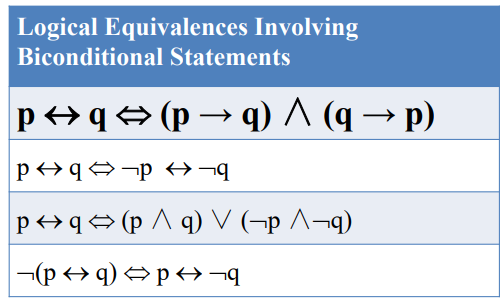 Logical Equivalences Involving
Biconditional Statements
p ↔ q ⇔ (p → q) ∧ (q → p)
p ↔ q ⇔ ¬p ↔ ¬q
p ↔ q ⇔ (p ∧ q) ∨ (¬p ∧ ¬q)
¬(p ↔ q) ⇔ p ↔ ¬q